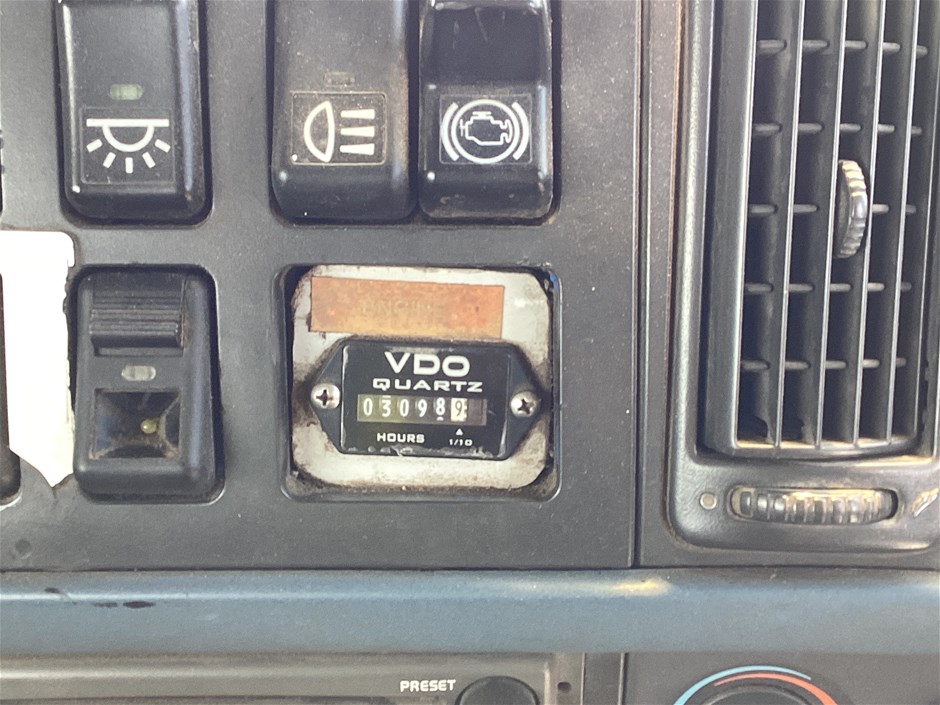 VDO
QUARTZ
030989
HOURS 1/10
PRESET